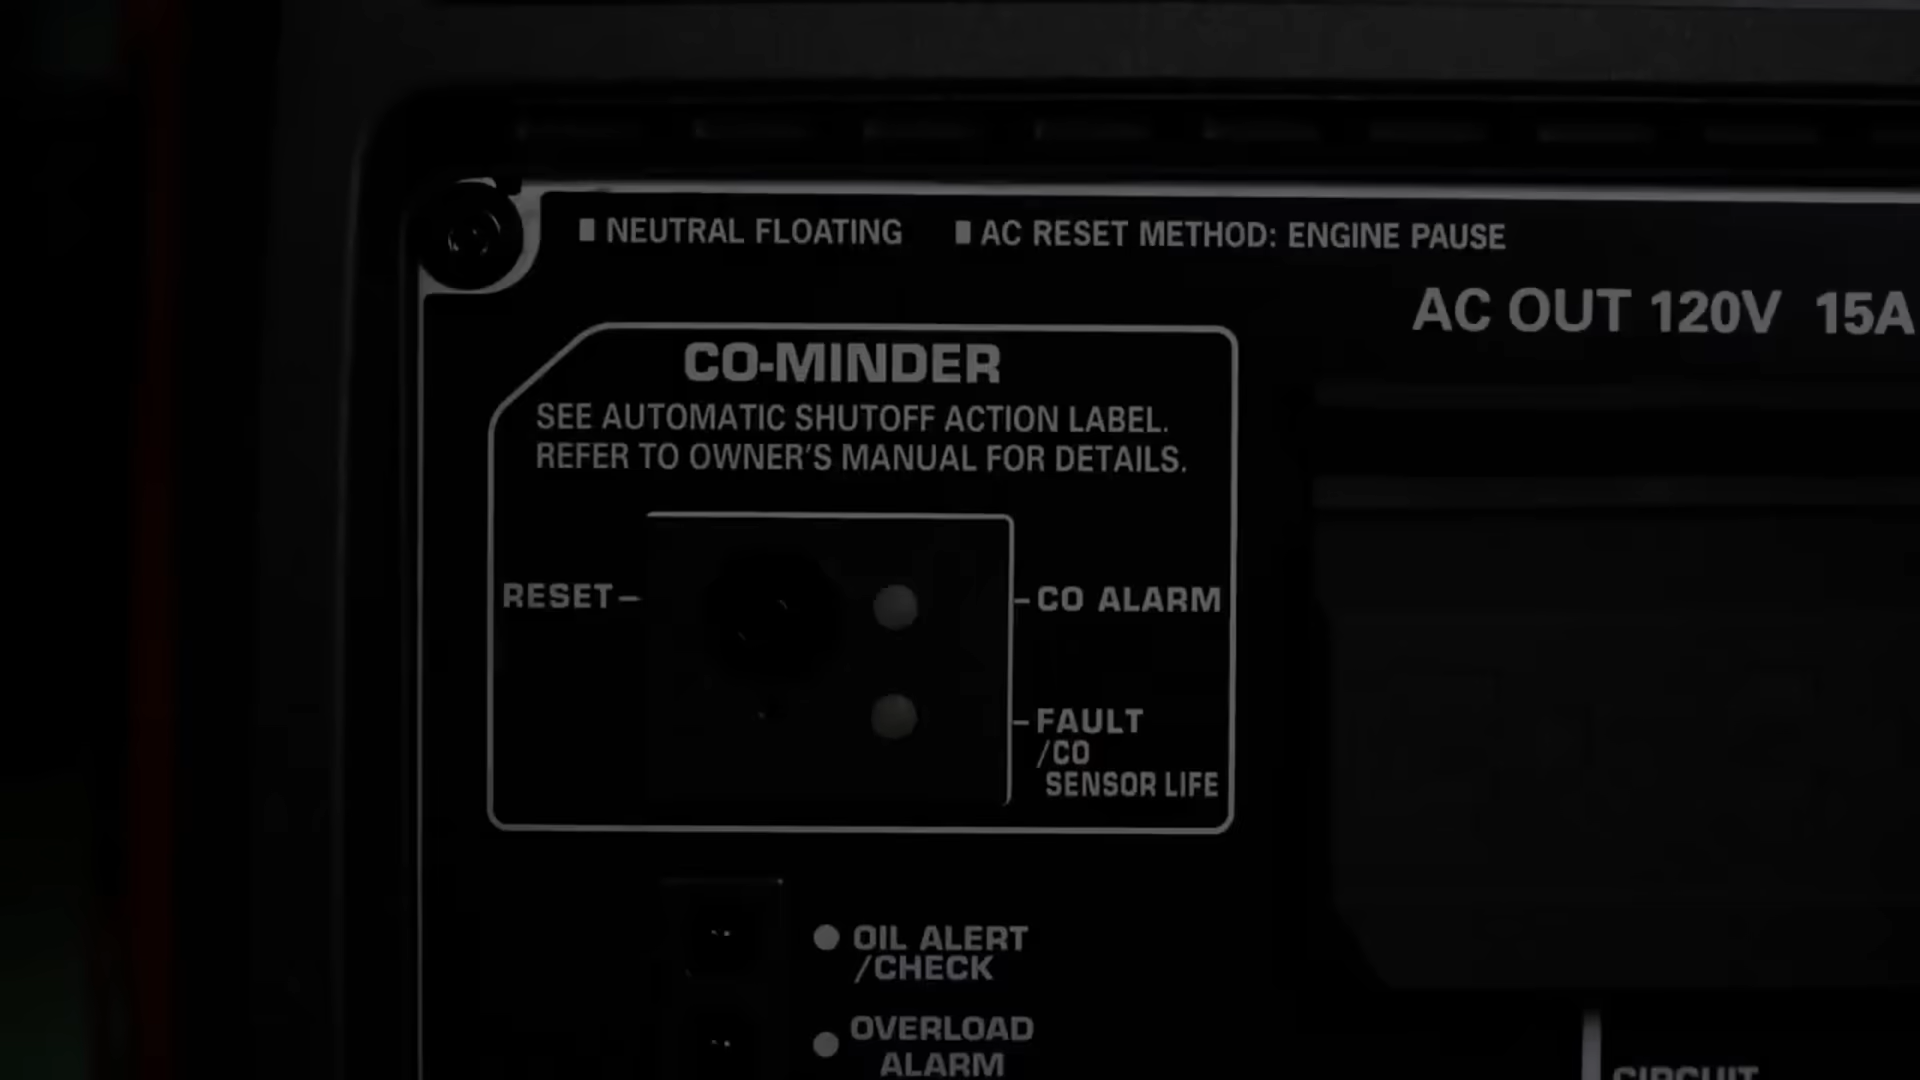 NEUTRAL FLOATING
AC RESET METHOD: ENGINE PAUSE
AC OUT 120V 15A
CO-MINDER
SEE AUTOMATIC SHUTOFF ACTION LABEL.
REFER TO OWNER'S MANUAL FOR DETAILS.
RESET
CO ALARM
FAULT
/CO
SENSOR LIFE
OIL ALERT
/CHECK
OVERLOAD
ALARM
CIRCUIT